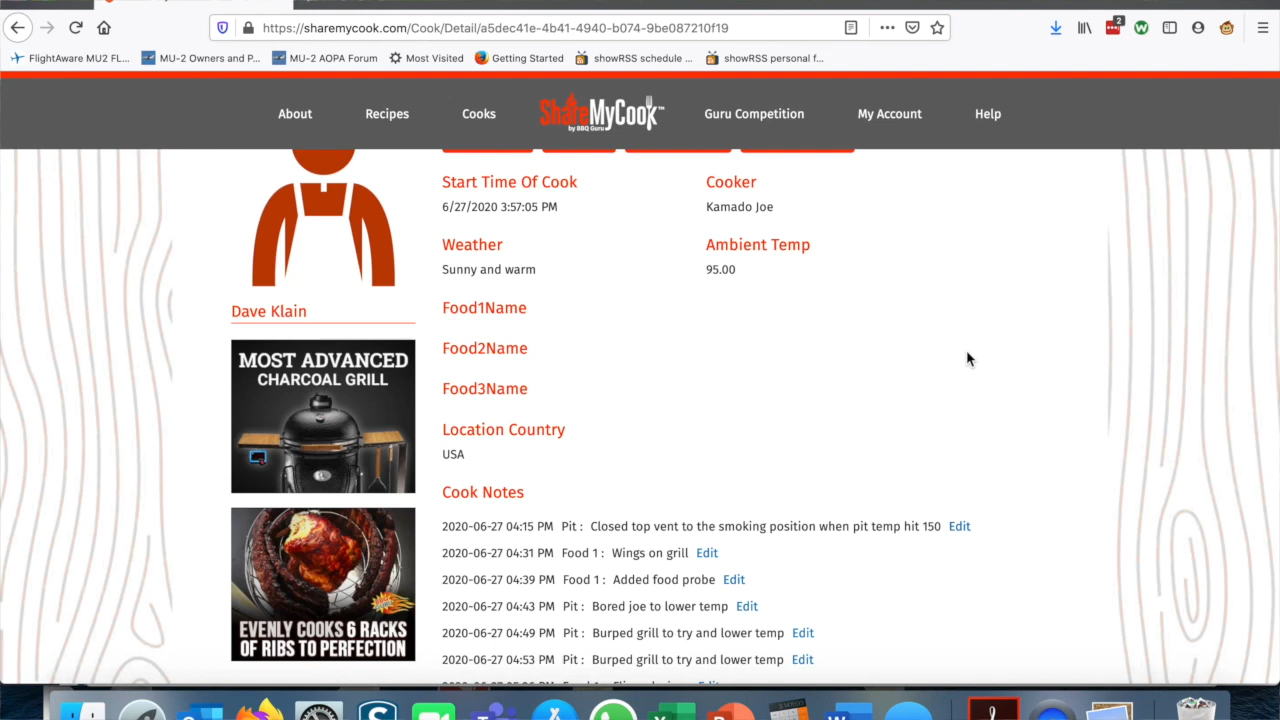 https://sharemycook.com/Cook/Detail/a5dec41e-4b41-4940-b074-9be087210f19
2
FlightAware MU2 FL... MU-2 Owners and P... MU-2 AOPA Forum Most Visited Getting Started showRSS schedule ... showRSS personal f...
About Recipes Cooks ShareMyCook™ by BBQ Guru Guru Competition My Account Help
Start Time Of Cook Cooker
6/27/2020 3:57:05 PM Kamado Joe
Weather Ambient Temp
Sunny and warm 95.00
Food1Name
Dave Klain
Food2Name
MOST ADVANCED
CHARCOAL GRILL
Food3Name
Location Country
USA
Cook Notes
2020-06-27 04:15 PM Pit : Closed top vent to the smoking position when pit temp hit 150 Edit
2020-06-27 04:31 PM Food 1 : Wings on grill Edit
2020-06-27 04:39 PM Food 1 : Added food probe Edit
2020-06-27 04:43 PM Pit : Bored joe to lower temp Edit
2020-06-27 04:49 PM Pit : Burped grill to try and lower temp Edit
2020-06-27 04:53 PM Pit : Burped grill to try and lower temp Edit
EVENLY COOKS 6 RACKS
OF RIBS TO PERFECTION